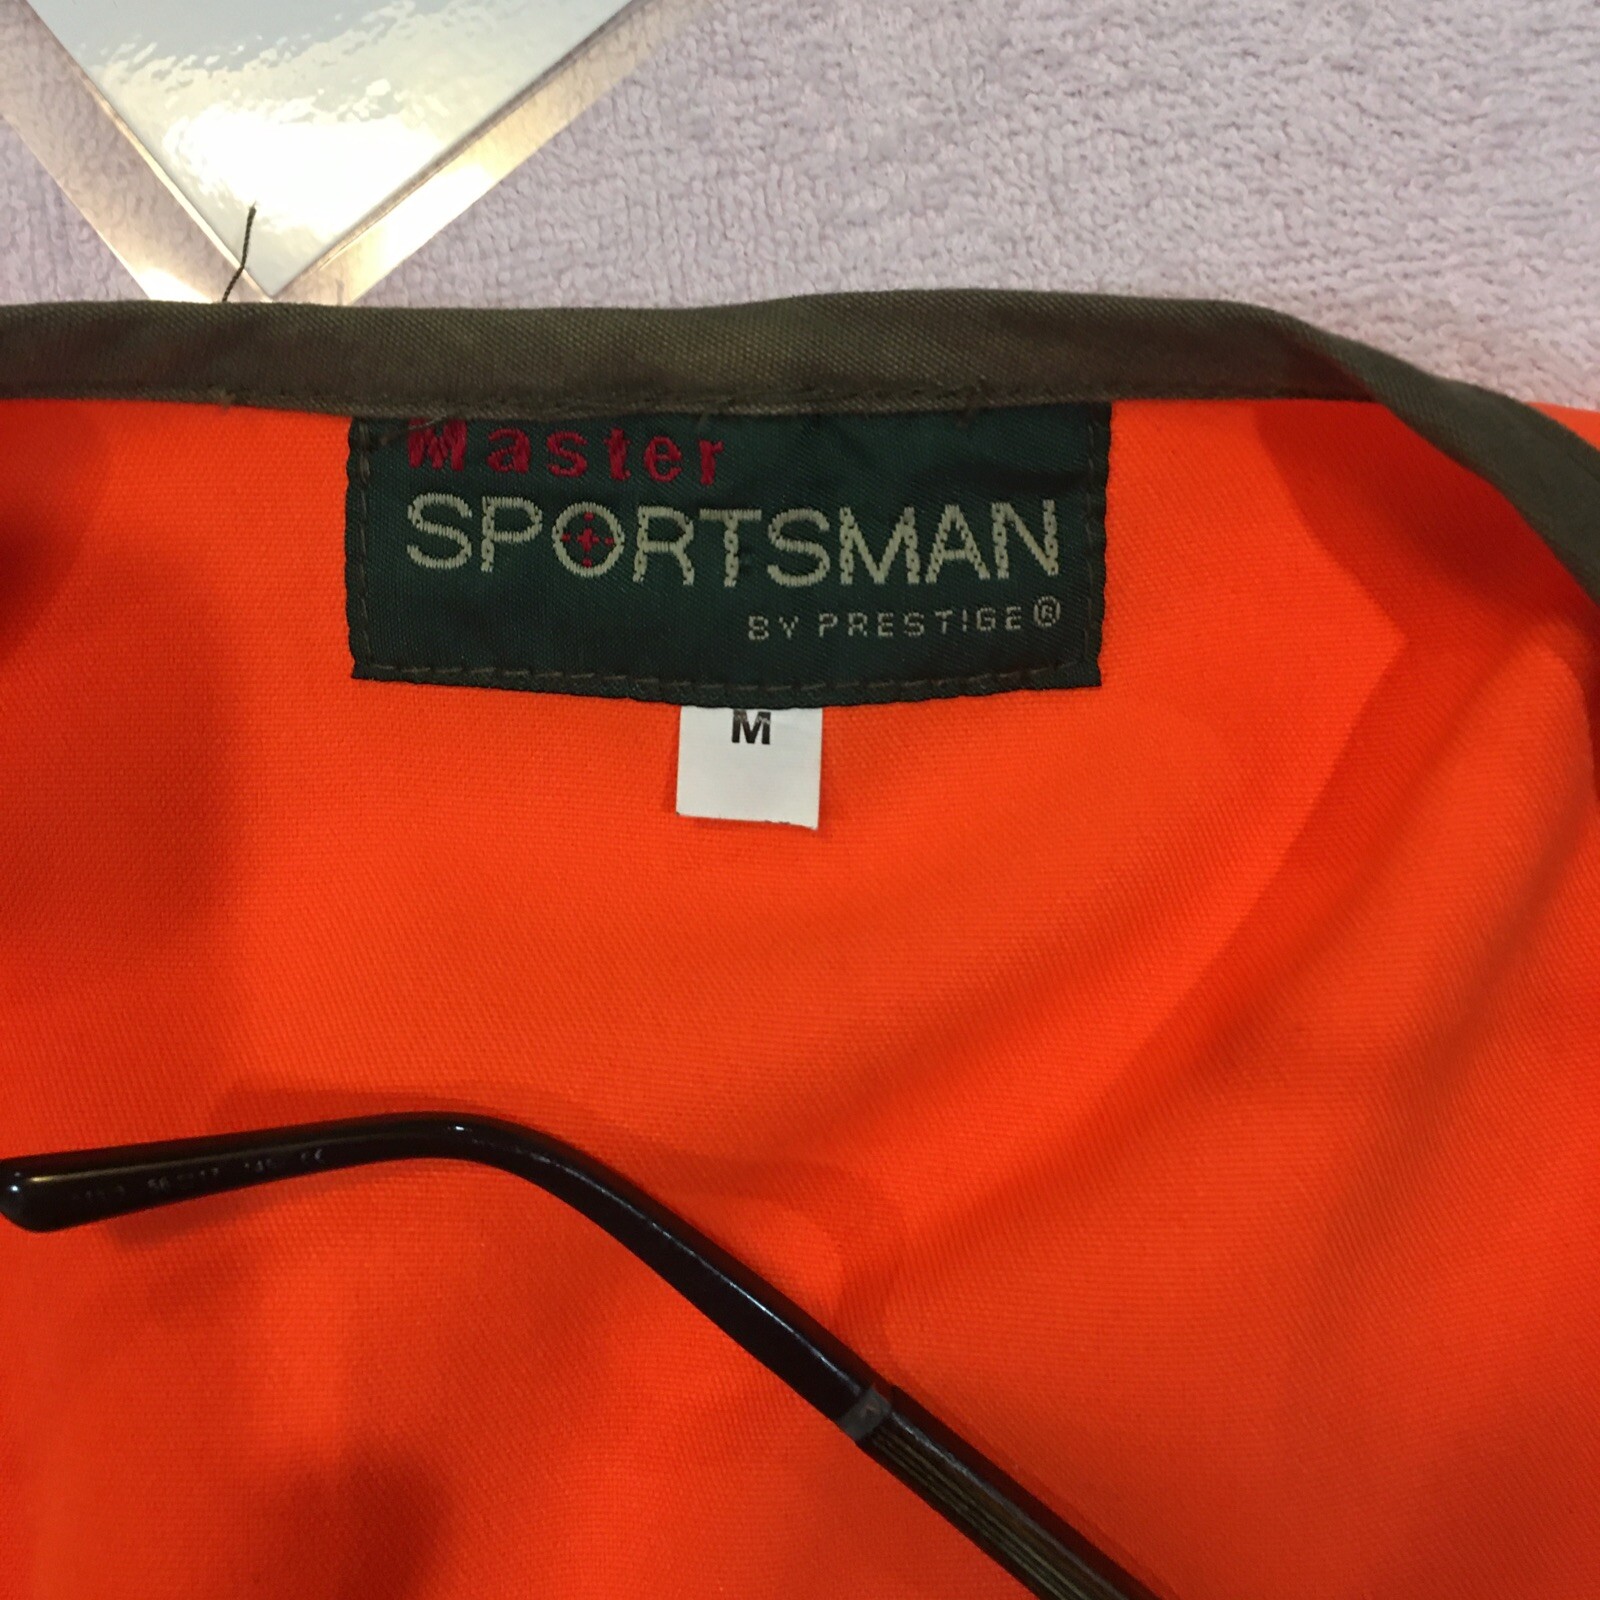 Master
SPORTSMAN
BY PRESTIGE®
M